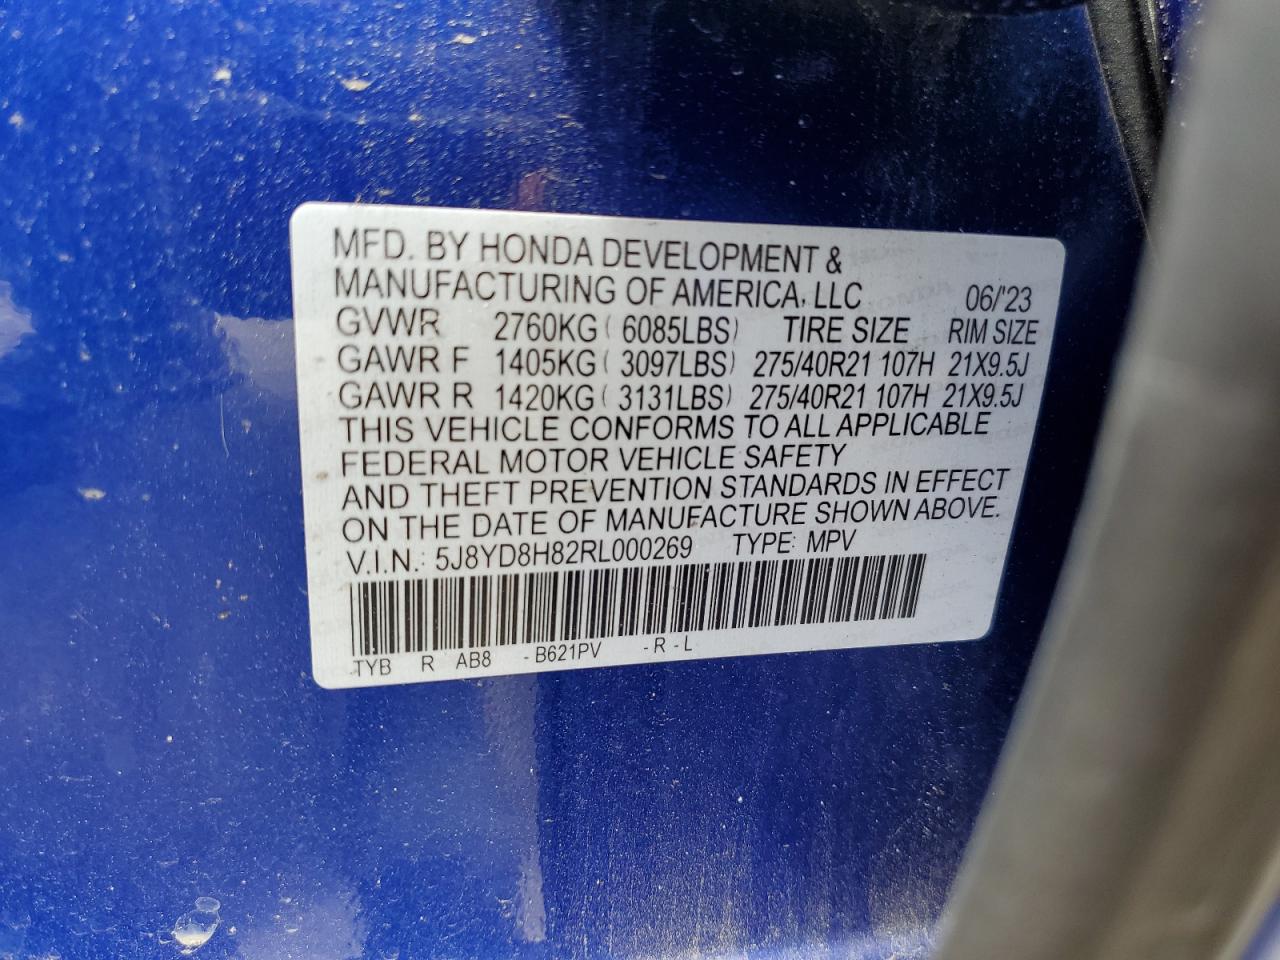 MFD. BY HONDA DEVELOPMENT &
MANUFACTURING OF AMERICA, LLC 06/'23
GVWR 2760KG ( 6085LBS) TIRE SIZE RIM SIZE
GAWR F 1405KG ( 3097LBS) 275/40R21 107H 21X9.5J
GAWR R 1420KG ( 3131LBS) 275/40R21 107H 21X9.5J
THIS VEHICLE CONFORMS TO ALL APPLICABLE
FEDERAL MOTOR VEHICLE SAFETY
AND THEFT PREVENTION STANDARDS IN EFFECT
ON THE DATE OF MANUFACTURE SHOWN ABOVE.
V.I.N.: 5J8YD8H82RL000269 TYPE: MPV
TYB R AB8 - B621PV - R - L